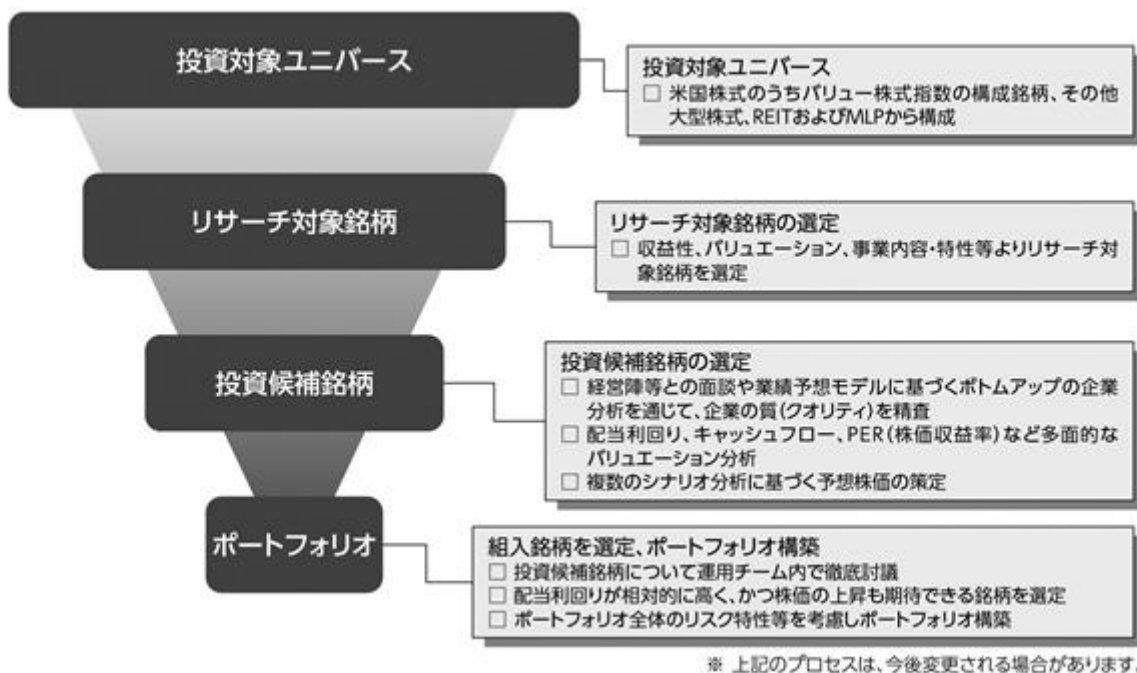 投資対象ユニバース
投資対象ユニバース
□ 米国株式のうちバリュー株式指数の構成銘柄、その他
大型株式、REITおよびMLPから構成
リサーチ対象銘柄
リサーチ対象銘柄の選定
□ 収益性、バリュエーション、事業内容・特性等よりリサーチ対
象銘柄を選定
投資候補銘柄
投資候補銘柄の選定
□ 経営陣等との面談や業績予想モデルに基づくボトムアップの企業
分析を通じて、企業の質(クオリティ)を精査
□ 配当利回り、キャッシュフロー、PER(株価収益率)など多面的な
バリュエーション分析
□ 複数のシナリオ分析に基づく予想株価の策定
ポートフォリオ
組入銘柄を選定、ポートフォリオ構築
□ 投資候補銘柄について運用チーム内で徹底討議
□ 配当利回りが相対的に高く、かつ株価の上昇も期待できる銘柄を選定
□ ポートフォリオ全体のリスク特性等を考慮しポートフォリオ構築
※ 上記のプロセスは、今後変更される場合があります。